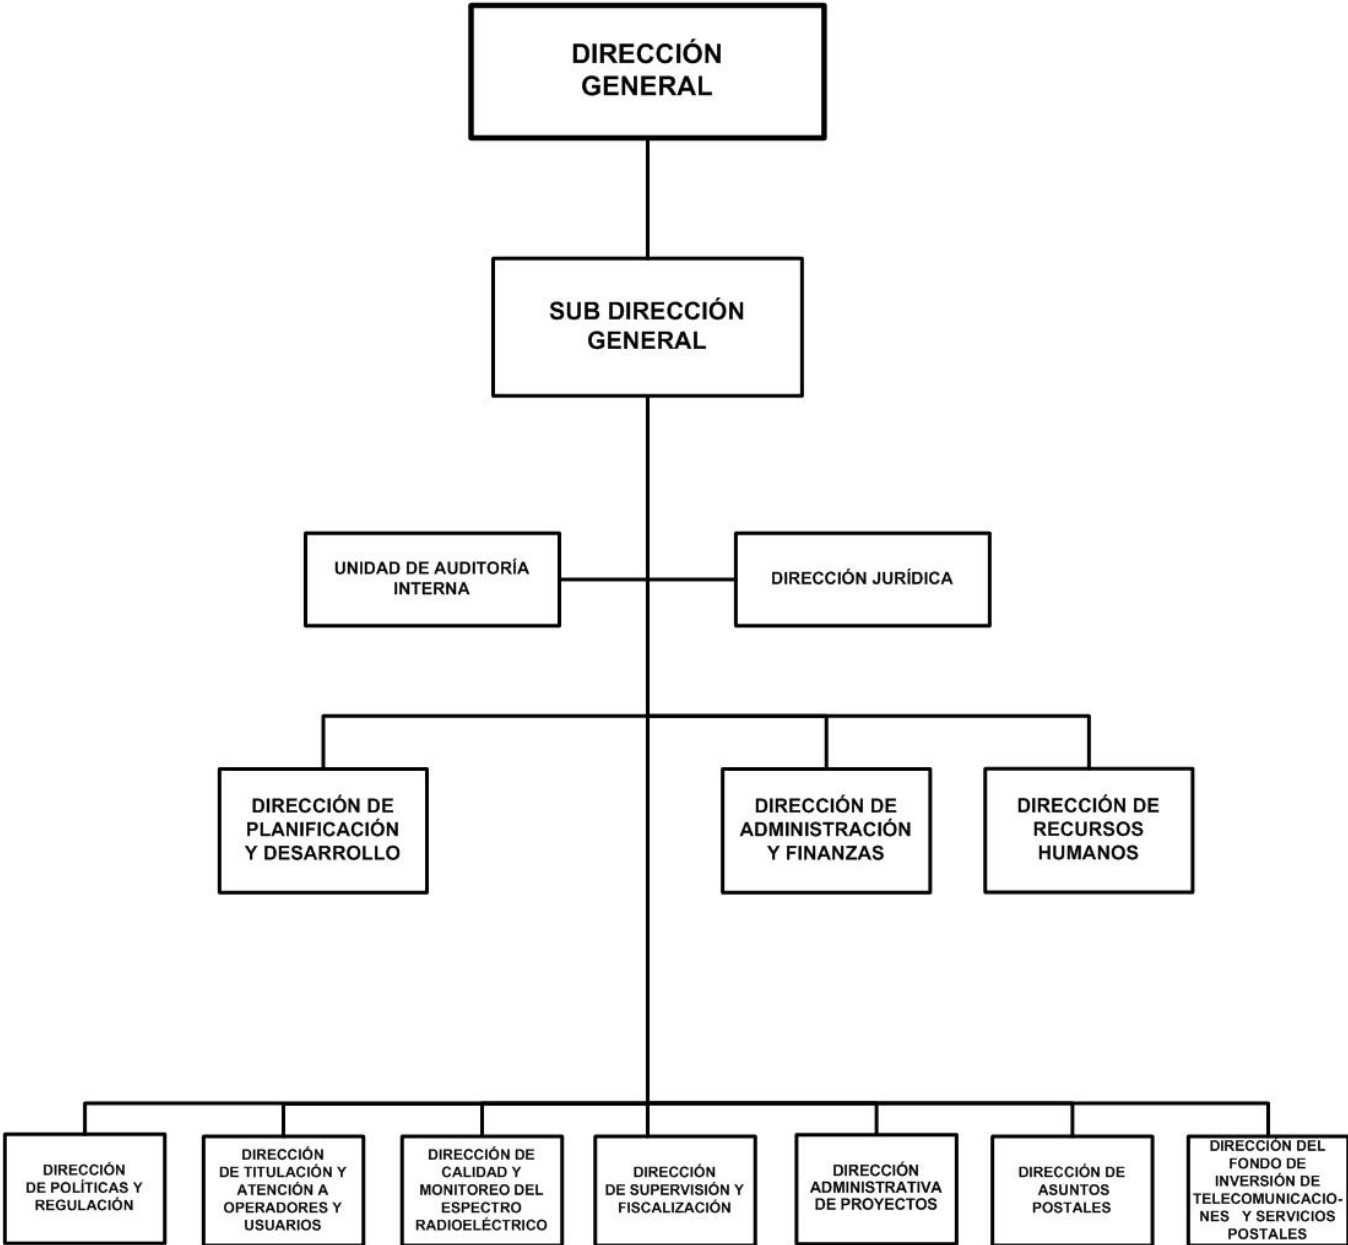 DIRECCIÓN
GENERAL
SUB DIRECCIÓN
GENERAL
UNIDAD DE AUDITORÍA
INTERNA
DIRECCIÓN JURÍDICA
DIRECCIÓN DE
PLANIFICACIÓN
Y DESARROLLO
DIRECCIÓN DE
ADMINISTRACIÓN
Y FINANZAS
DIRECCIÓN DE
RECURSOS
HUMANOS
DIRECCIÓN
DE POLÍTICAS Y
REGULACIÓN
DIRECCIÓN
DE TITULACIÓN Y
ATENCIÓN A
OPERADORES Y
USUARIOS
DIRECCIÓN DE
CALIDAD Y
MONITOREO DEL
ESPECTRO
RADIOELÉCTRICO
DIRECCIÓN
DE SUPERVISIÓN Y
FISCALIZACIÓN
DIRECCIÓN
ADMINISTRATIVA
DE PROYECTOS
DIRECCIÓN DE
ASUNTOS
POSTALES
DIRECCIÓN DEL
FONDO DE
INVERSIÓN DE
TELECOMUNICACIO-
NES Y SERVICIOS
POSTALES